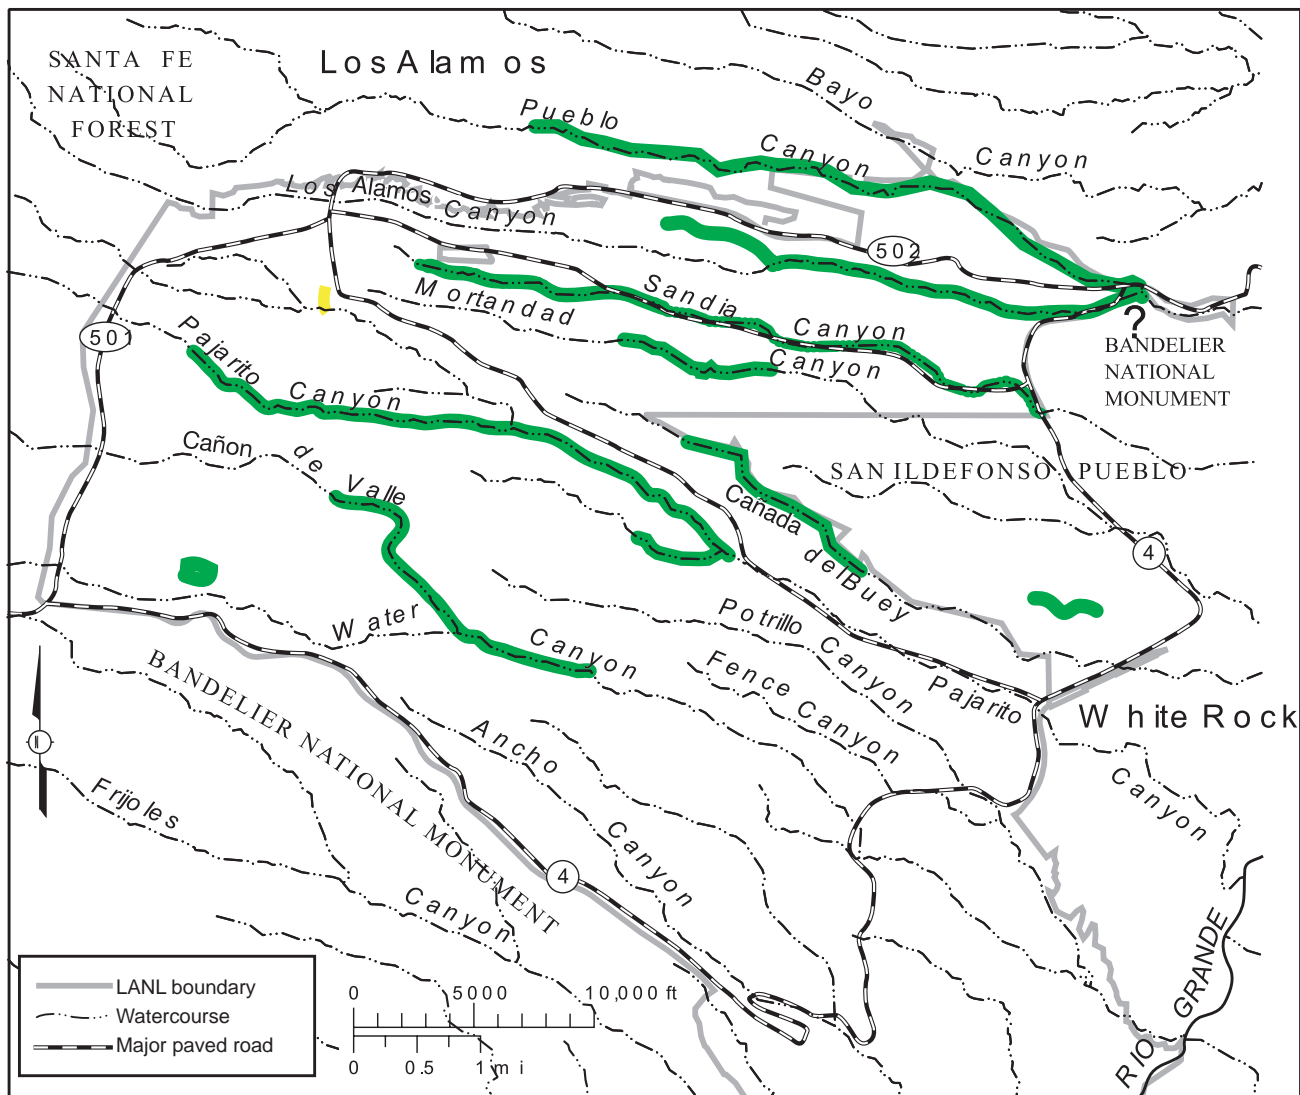 SANTA FE
NATIONAL
FOREST
Los Alamos
Bayo
Canyon
Pueblo
Canyon
Los Alamos Canyon
502
Sandia
Canyon
Mortandad
Canyon
501
Pajarito
Canyon
?
BANDELIER
NATIONAL
MONUMENT
Cañon de Valle
SAN ILDEFONSO PUEBLO
Cañada
del Buey
4
Water
Canyon
Potrillo
Canyon
Fence
Canyon
Pajarito
White Rock
Canyon
BANDELIER NATIONAL MONUMENT
Ancho
Canyon
Frijoles
Canyon
4
RIO GRANDE
LANL boundary
Watercourse
Major paved road
0 5000 10,000 ft
0 0.5 1 mi